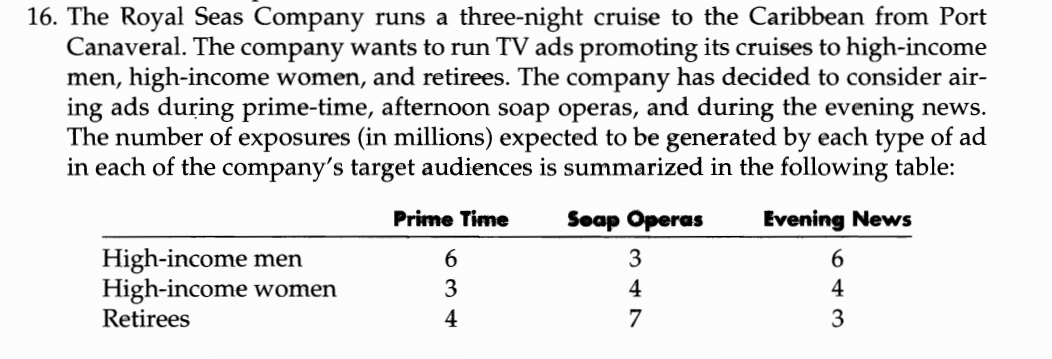 16. The Royal Seas Company runs a three-night cruise to the Caribbean from Port
Canaveral. The company wants to run TV ads promoting its cruises to high-income
men, high-income women, and retirees. The company has decided to consider air-
ing ads during prime-time, afternoon soap operas, and during the evening news.
The number of exposures (in millions) expected to be generated by each type of ad
in each of the company's target audiences is summarized in the following table:
Prime Time Soap Operas Evening News
High-income men 6 3 6
High-income women 3 4 4
Retirees 4 7 3